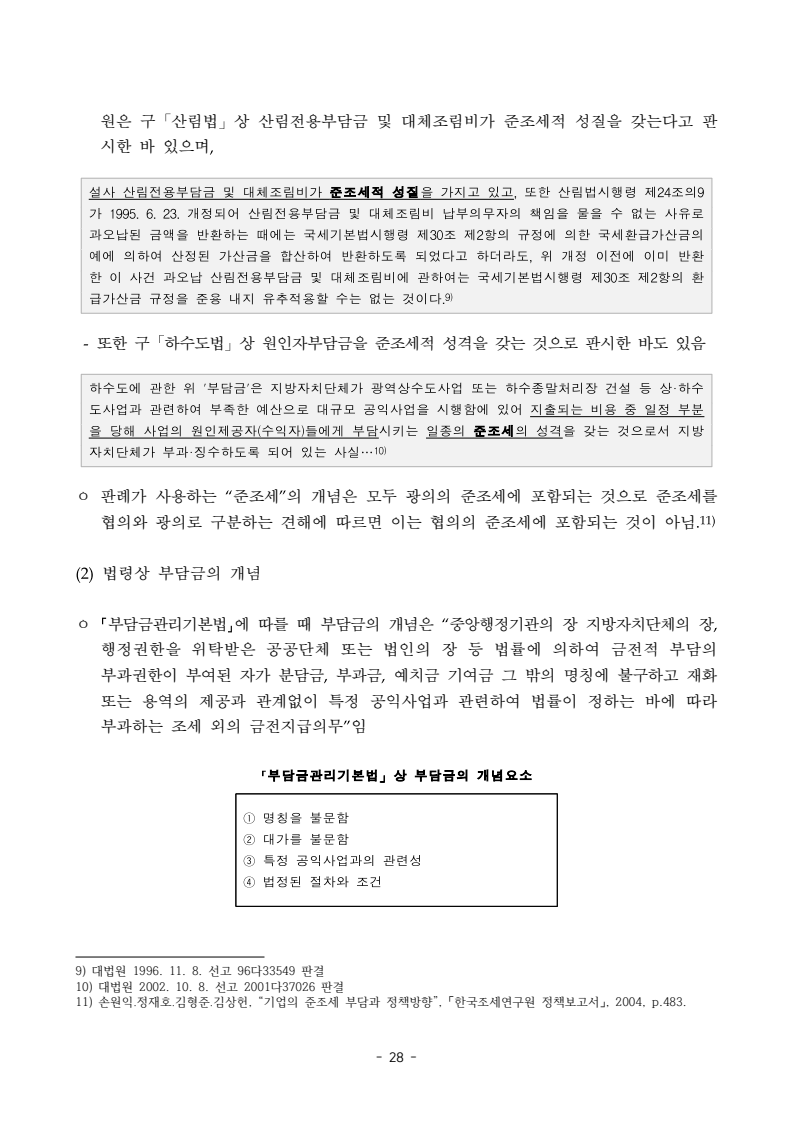 원은 구「산림법」상 산림전용부담금 및 대체조림비가 준조세적 성질을 갖는다고 판
시한 바 있으며,
설사 산림전용부담금 및 대체조림비가 준조세적 성질을 가지고 있고, 또한 산림법시행령 제24조의9
가 1995. 6. 23. 개정되어 산림전용부담금 및 대체조림비 납부의무자의 책임을 물을 수 없는 사유로
과오납된 금액을 반환하는 때에는 국세기본법시행령 제30조 제2항의 규정에 의한 국세환급가산금의
예에 의하여 산정된 가산금을 합산하여 반환하도록 되었다고 하더라도, 위 개정 이전에 이미 반환
한 이 사건 과오납 산림전용부담금 및 대체조림비에 관하여는 국세기본법시행령 제30조 제2항의 환
급가산금 규정을 준용 내지 유추적용할 수는 없는 것이다.9)
- 또한 구「하수도법」상 원인자부담금을 준조세적 성격을 갖는 것으로 판시한 바도 있음
하수도에 관한 위 '부담금'은 지방자치단체가 광역상수도사업 또는 하수종말처리장 건설 등 상·하수
도사업과 관련하여 부족한 예산으로 대규모 공익사업을 시행함에 있어 지출되는 비용 중 일정 부분
을 당해 사업의 원인제공자(수익자)들에게 부담시키는 일종의 준조세의 성격을 갖는 것으로서 지방
자치단체가 부과·징수하도록 되어 있는 사실…10)
ㅇ 판례가 사용하는 “준조세”의 개념은 모두 광의의 준조세에 포함되는 것으로 준조세를
협의와 광의로 구분하는 견해에 따르면 이는 협의의 준조세에 포함되는 것이 아님.11)
(2) 법령상 부담금의 개념
ㅇ「부담금관리기본법」에 따를 때 부담금의 개념은 “중앙행정기관의 장 지방자치단체의 장,
행정권한을 위탁받은 공공단체 또는 법인의 장 등 법률에 의하여 금전적 부담의
부과권한이 부여된 자가 분담금, 부과금, 예치금 기여금 그 밖의 명칭에 불구하고 재화
또는 용역의 제공과 관계없이 특정 공익사업과 관련하여 법률이 정하는 바에 따라
부과하는 조세 외의 금전지급의무”임
「부담금관리기본법」상 부담금의 개념요소
① 명칭을 불문함
② 대가를 불문함
③ 특정 공익사업과의 관련성
④ 법정된 절차와 조건
9) 대법원 1996. 11. 8. 선고 96다33549 판결
10) 대법원 2002. 10. 8. 선고 2001다37026 판결
11) 손원익.정재호.김형준.김상헌, “기업의 준조세 부담과 정책방향”, 「한국조세연구원 정책보고서」, 2004, p.483.
- 28 -